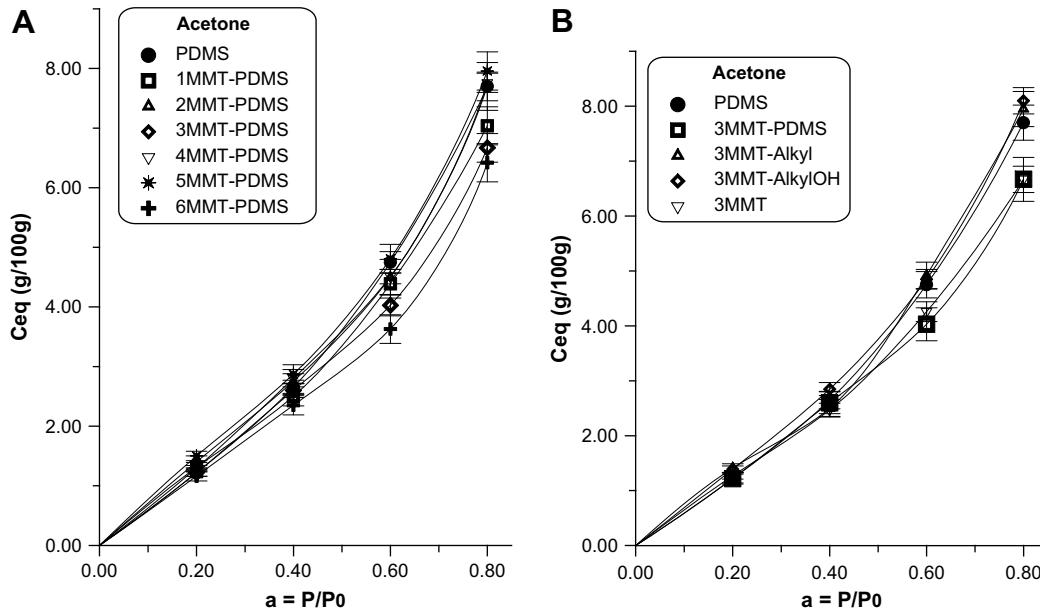 A
Acetone
PDMS
1MMT-PDMS
2MMT-PDMS
3MMT-PDMS
4MMT-PDMS
5MMT-PDMS
6MMT-PDMS
8.00
6.00
4.00
2.00
0.00
Ceq (g/100g)
0.00 0.20 0.40 0.60 0.80
a = P/P0
B
Acetone
PDMS
3MMT-PDMS
3MMT-Alkyl
3MMT-AlkylOH
3MMT
8.00
6.00
4.00
2.00
0.00
Ceq (g/100g)
0.00 0.20 0.40 0.60 0.80
a = P/P0